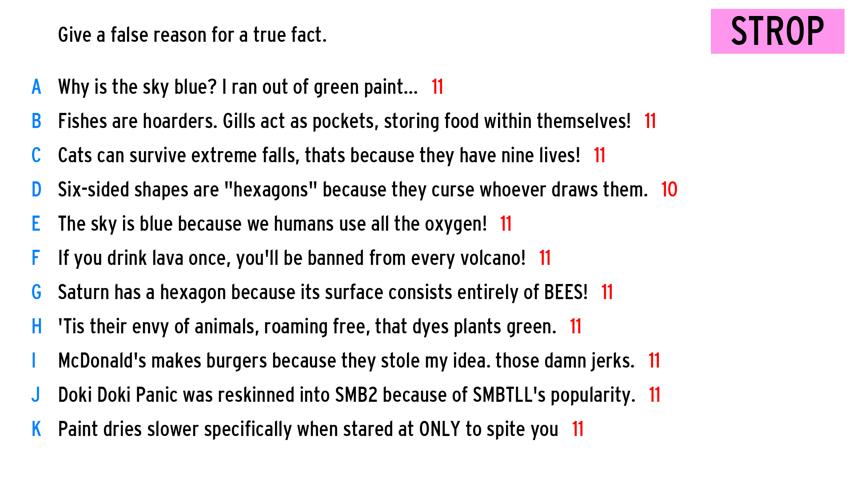 Give a false reason for a true fact.
STROP
A Why is the sky blue? I ran out of green paint... 11
B Fishes are hoarders. Gills act as pockets, storing food within themselves! 11
C Cats can survive extreme falls, thats because they have nine lives! 11
D Six-sided shapes are "hexagons" because they curse whoever draws them. 10
E The sky is blue because we humans use all the oxygen! 11
F If you drink lava once, you'll be banned from every volcano! 11
G Saturn has a hexagon because its surface consists entirely of BEES! 11
H 'Tis their envy of animals, roaming free, that dyes plants green. 11
I McDonald's makes burgers because they stole my idea. those damn jerks. 11
J Doki Doki Panic was reskinned into SMB2 because of SMBTLL's popularity. 11
K Paint dries slower specifically when stared at ONLY to spite you 11